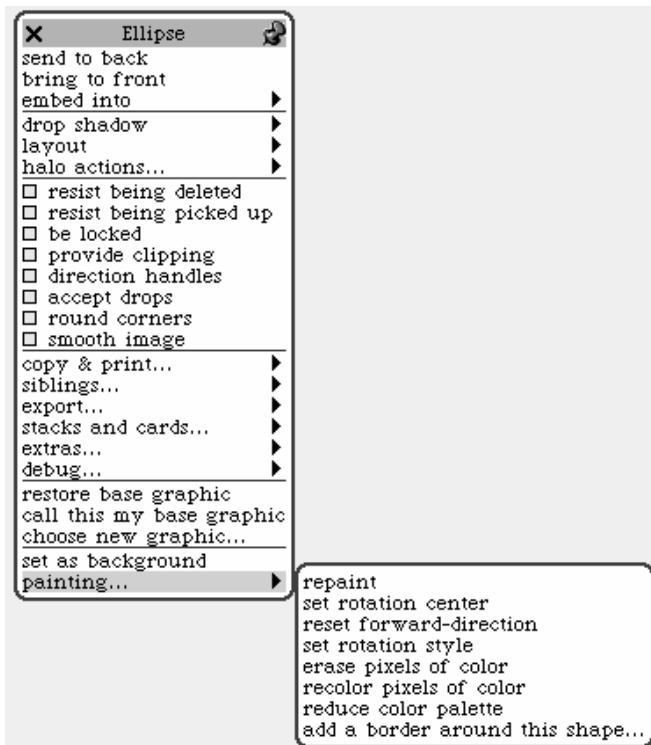 Ellipse
send to back
bring to front
embed into
drop shadow
layout
halo actions...
resist being deleted
resist being picked up
be locked
provide clipping
direction handles
accept drops
round corners
smooth image
copy & print...
siblings...
export...
stacks and cards...
extras...
debug...
restore base graphic
call this my base graphic
choose new graphic...
set as background
painting...
repaint
set rotation center
reset forward-direction
set rotation style
erase pixels of color
recolor pixels of color
reduce color palette
add a border around this shape...